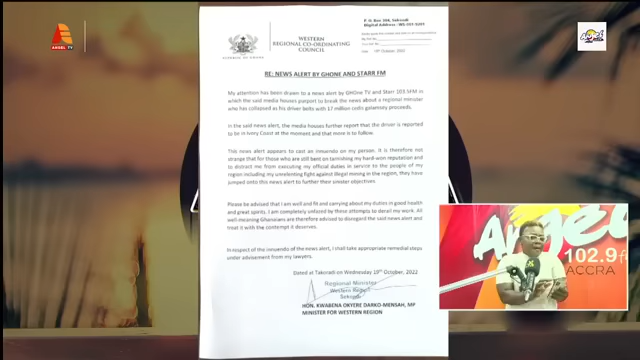 ANGEL TV
Angel
WESTERN
REGIONAL CO-ORDINATING
COUNCIL
P. O. Box 304, Sekondi
Digital Address: WS-297-5201
Date 19th October, 2022
RE: NEWS ALERT BY GHONE AND STARR FM
My attention has been drawn to a news alert by GHOne TV and Starr 103.5FM in
which the said media houses purport to break the news about a regional minister
who has collapsed as his driver bolts with 17 million cedis galamsey proceeds.
In the said news alert, the media houses further report that the driver is reported
to be in Ivory Coast at the moment and that more is to follow.
This news alert appears to cast an innuendo on my person. It is therefore not
strange that for those who are still bent on tarnishing my hard-won reputation and
to distract me from executing my official duties in service to the people of my
region including my unrelenting fight against illegal mining in the region, they have
jumped onto this news alert to further their sinister objectives.
Please be advised that I am well and fit and carrying about my duties in good health
and great spirits. I am completely unfazed by these attempts to derail my work. All
well-meaning Ghanaians are therefore advised to disregard the said news alert and
treat it with the contempt it deserves.
In respect of the innuendo of the news alert, I shall take appropriate remedial steps
under advisement from my lawyers.
Dated at Takoradi on Wednesday 19th October, 2022
Regional Minister
Western Region
Sekondi
HON. KWABENA OKYERE DARKO-MENSAH, MP
MINISTER FOR WESTERN REGION
Angel
102.9
ACCRA